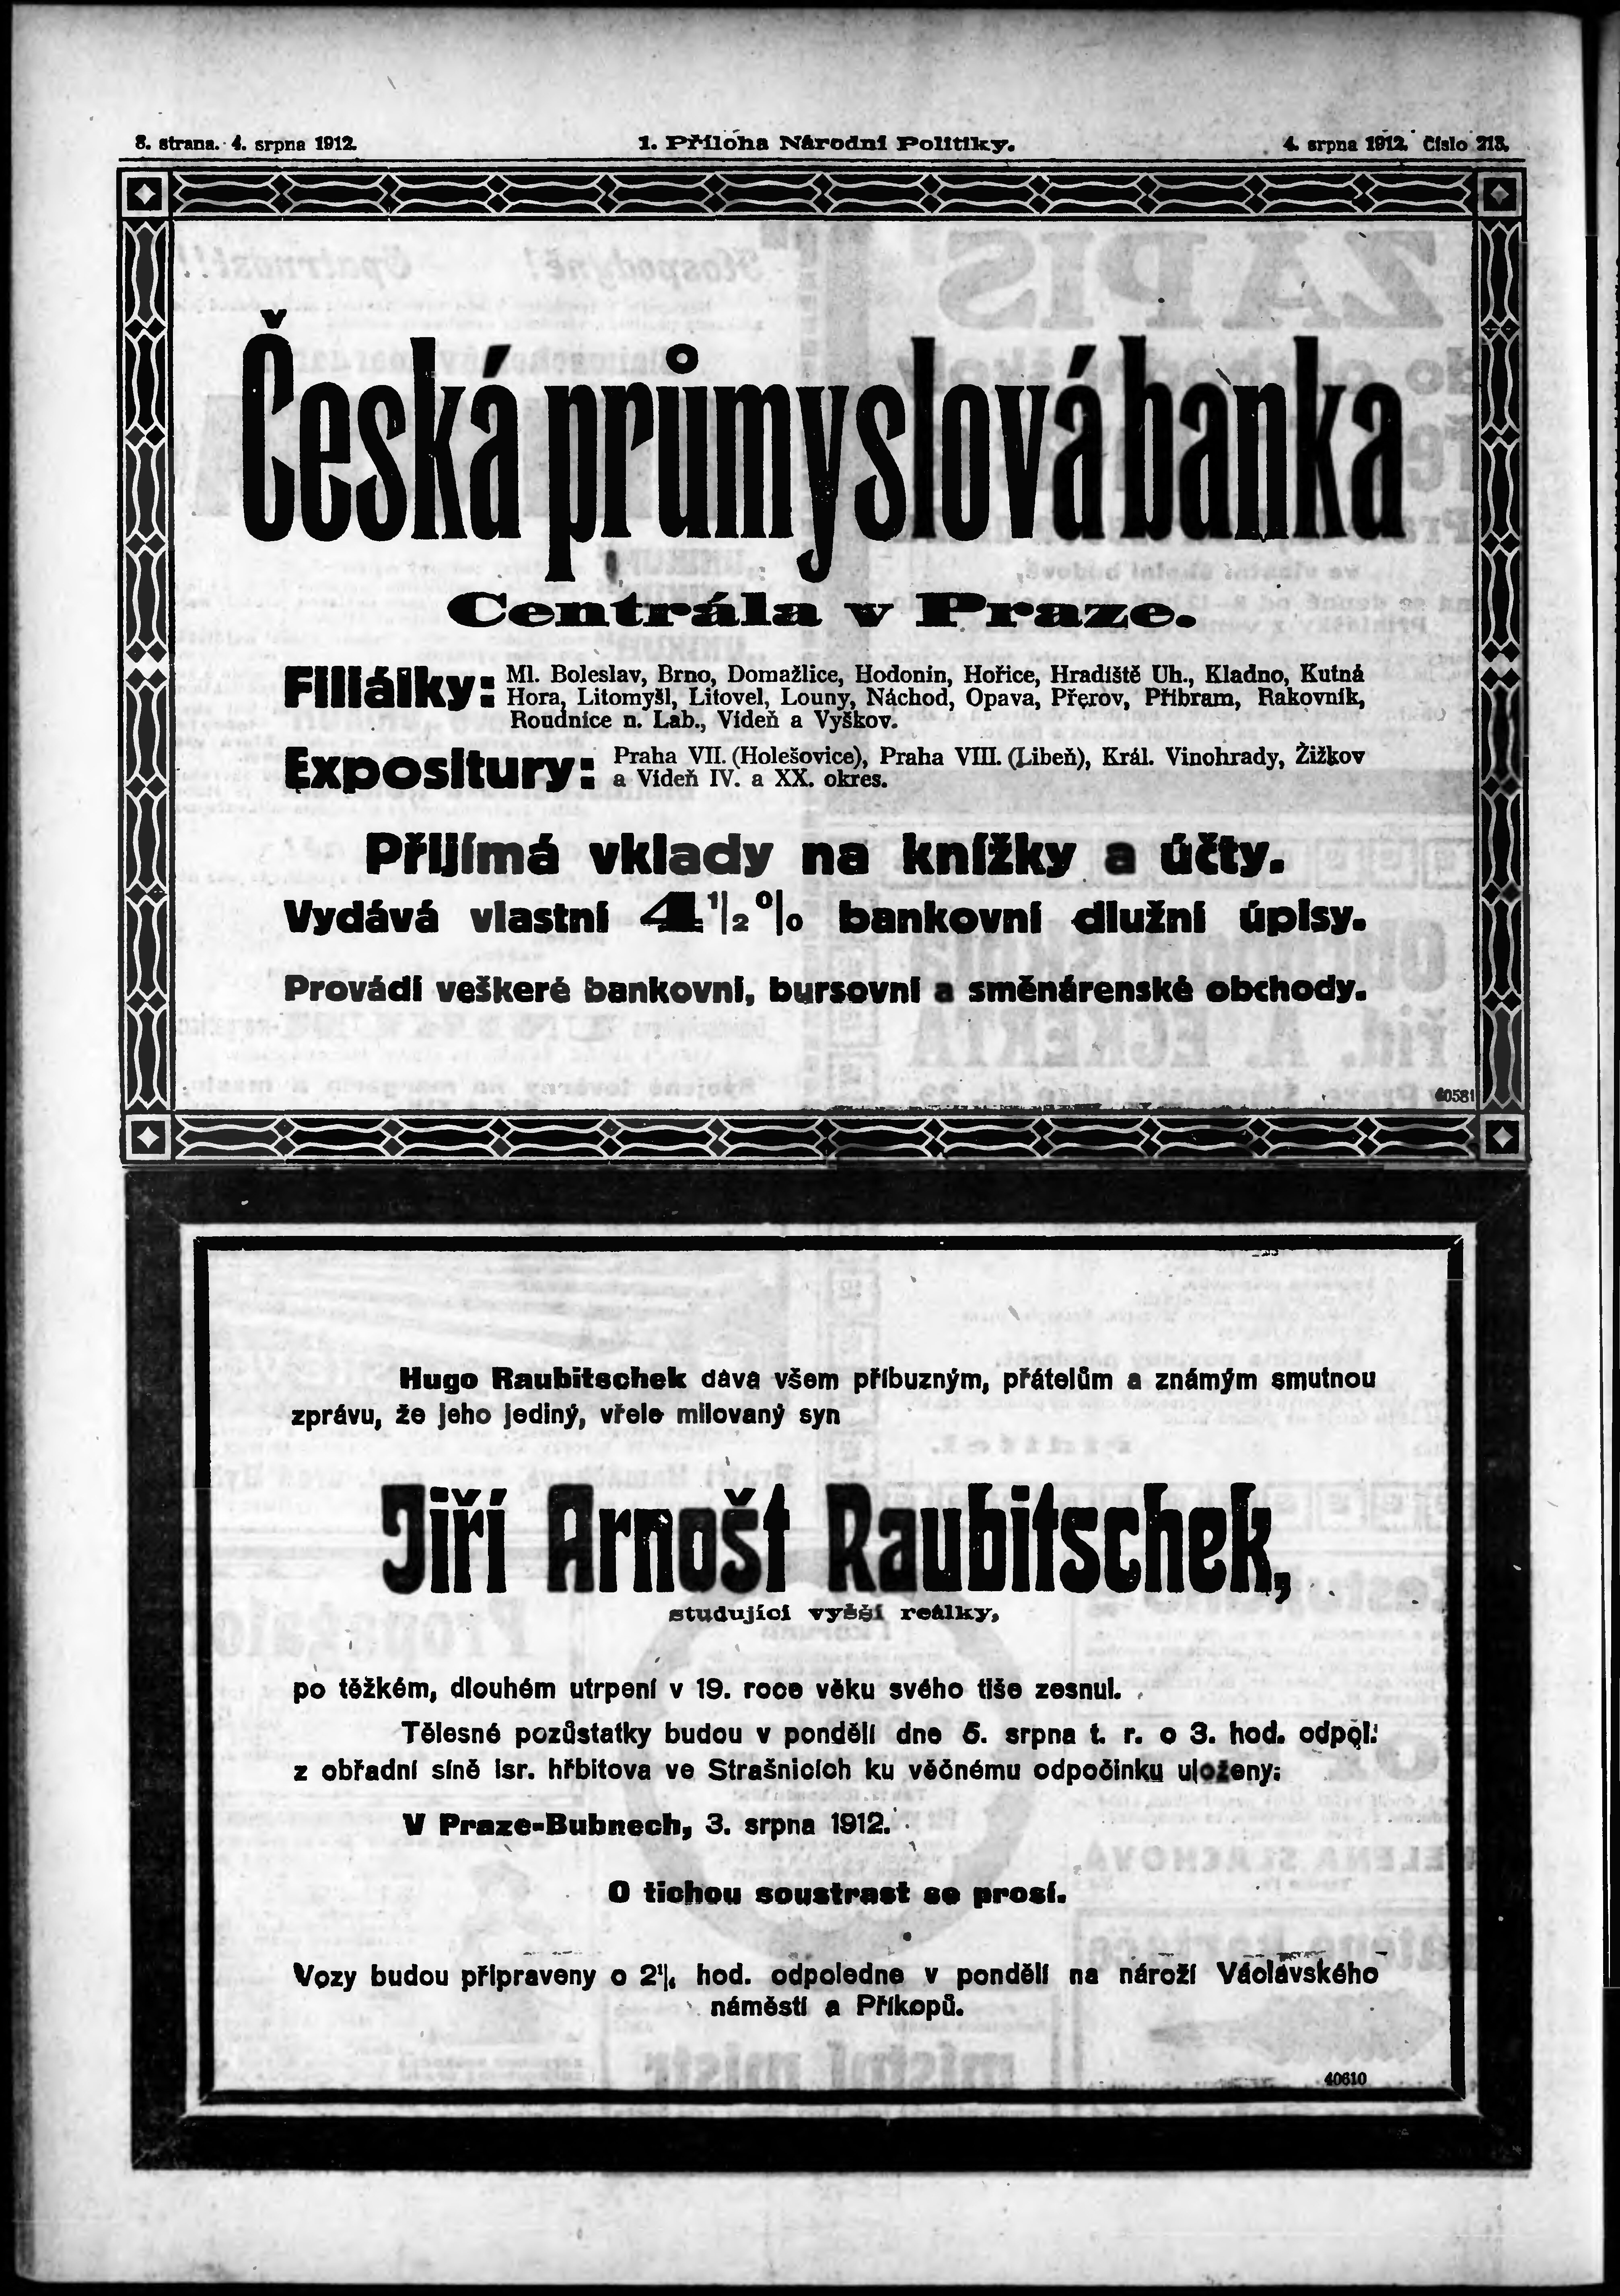 8. strana. 4. srpna 1912.
1. Příloha Národní Politiky.
4. srpna 1912. Číslo 213.
Česká průmyslová banka
Centrála v Praze.
Filiálky: Ml. Boleslav, Brno, Domažlice, Hodonín, Hořice, Hradiště Uh., Kladno, Kutná
Hora, Litomyšl, Litovel, Louny, Náchod, Opava, Přerov, Příbram, Rakovník,
Roudnice n. Lab., Vídeň a Vyškov.
Expositury: Praha VII. (Holešovice), Praha VIII. (Libeň), Král. Vinohrady, Žižkov
a Vídeň IV. a XX. okres.
Přijímá vklady na knížky a účty.
Vydává vlastní 4½% bankovní dlužní úpisy.
Provádí veškeré bankovní, bursovní a směnárenské obchody.
40581
Hugo Raubitschek dává všem příbuzným, přátelům a známým smutnou
zprávu, že jeho jediný, vřele milovaný syn
Jiří Arnošt Raubitschek,
studující vyšší reálky,
po těžkém, dlouhém utrpení v 19. roce věku svého tiše zesnul.
Tělesné pozůstatky budou v pondělí dne 5. srpna t. r. o 3. hod. odpol.
z obřadní síně isr. hřbitova ve Strašnicích ku věčnému odpočinku uloženy.
V Praze-Bubnech, 3. srpna 1912.
O tichou soustrast se prosí.
Vozy budou připraveny o 2¼ hod. odpoledne v pondělí na nároží Václavského
náměstí a Příkopů.
40610